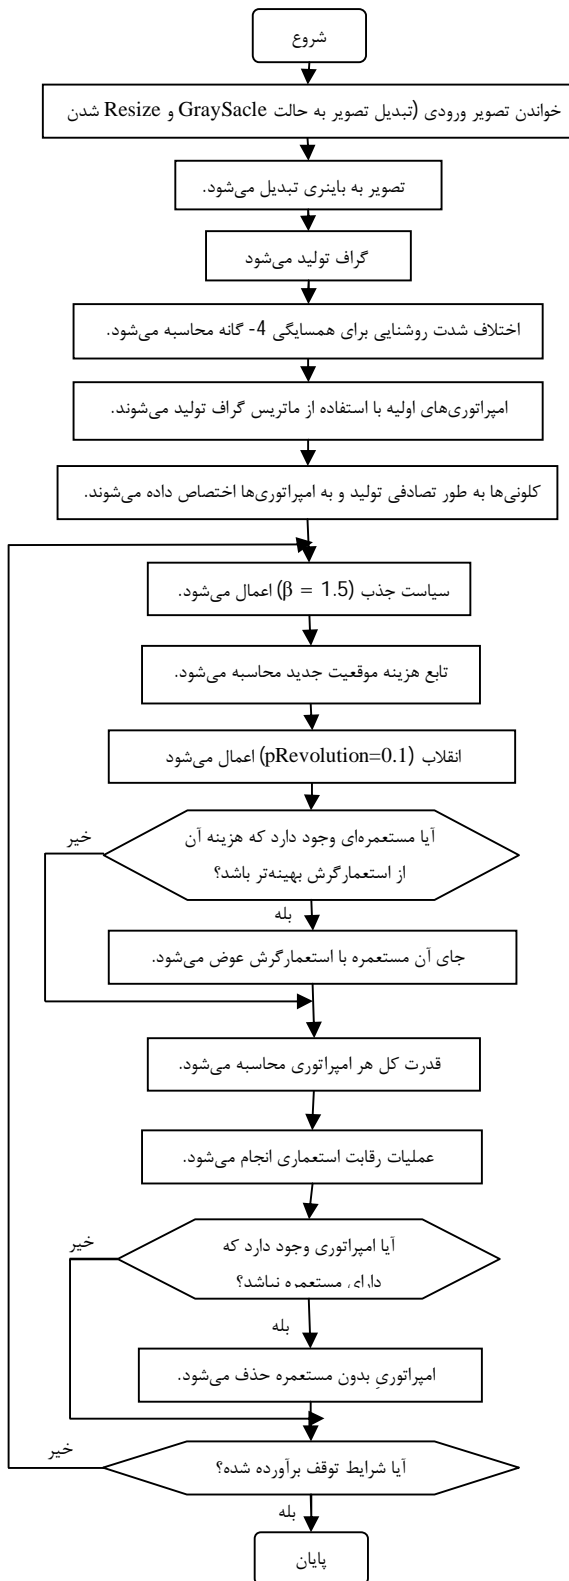 شروع
خواندن تصویر ورودی (تبدیل تصویر به حالت GraySacle و Resize شدن
تصویر به باینری تبدیل می‌شود.
گراف تولید می‌شود
اختلاف شدت روشنایی برای همسایگی 4- گانه محاسبه می‌شود.
امپراتوری‌های اولیه با استفاده از ماتریس گراف تولید می‌شوند.
کلونی‌ها به طور تصادفی تولید و به امپراتوری‌ها اختصاص داده می‌شوند.
سیاست جذب (β = 1.5) اعمال می‌شود.
تابع هزینه موقعیت جدید محاسبه می‌شود.
انقلاب (pRevolution=0.1) اعمال می‌شود
خیر
آیا مستعمره‌ای وجود دارد که هزینه آن
از استعمارگرش بهینه‌تر باشد؟
بله
جای آن مستعمره با استعمارگرش عوض می‌شود.
قدرت کل هر امپراتوری محاسبه می‌شود.
عملیات رقابت استعماری انجام می‌شود.
خیر
آیا امپراتوری وجود دارد که
دارای مستعمره نباشد؟
بله
امپراتوریِ بدون مستعمره حذف می‌شود.
خیر
آیا شرایط توقف برآورده شده؟
بله
پایان